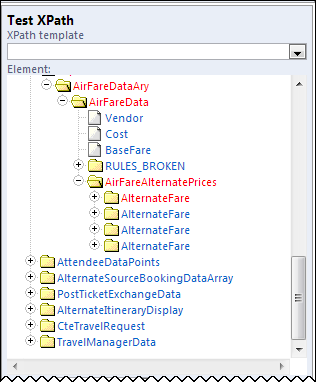 Test XPath
XPath template
Element:
AirFareDataAry
AirFareData
Vendor
Cost
BaseFare
RULES_BROKEN
AirFareAlternatePrices
AlternateFare
AlternateFare
AlternateFare
AlternateFare
AttendeeDataPoints
AlternateSourceBookingDataArray
PostTicketExchangeData
AlternateItineraryDisplay
CteTravelRequest
TravelManagerData